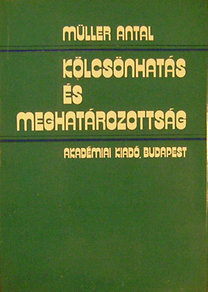 MÜLLER ANTAL
KÖLCSÖNHATÁS
ÉS
MEGHATÁROZOTTSÁG
AKADÉMIAI KIADÓ, BUDAPEST